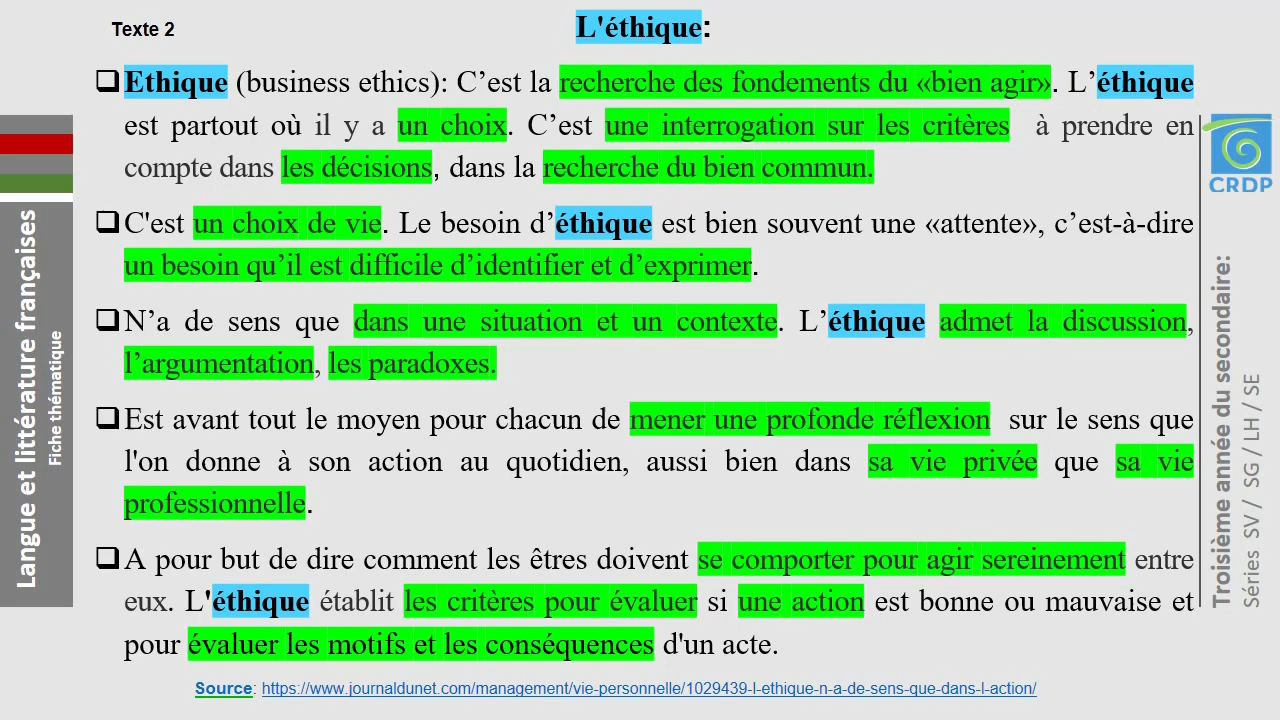 Texte 2
L'éthique:
Ethique (business ethics): C’est la recherche des fondements du «bien agir». L’éthique
est partout où il y a un choix. C’est une interrogation sur les critères à prendre en
compte dans les décisions, dans la recherche du bien commun.
C'est un choix de vie. Le besoin d’éthique est bien souvent une «attente», c’est-à-dire
un besoin qu’il est difficile d’identifier et d’exprimer.
N’a de sens que dans une situation et un contexte. L’éthique admet la discussion,
l’argumentation, les paradoxes.
Est avant tout le moyen pour chacun de mener une profonde réflexion sur le sens que
l'on donne à son action au quotidien, aussi bien dans sa vie privée que sa vie
professionnelle.
A pour but de dire comment les êtres doivent se comporter pour agir sereinement entre
eux. L'éthique établit les critères pour évaluer si une action est bonne ou mauvaise et
pour évaluer les motifs et les conséquences d'un acte.
Source: https://www.journaldunet.com/management/vie-personnelle/1029439-l-ethique-n-a-de-sens-que-dans-l-action/
Langue et littérature françaises
Fiche thématique
CRDP
Troisième année du secondaire:
Séries SV / SG / LH / SE